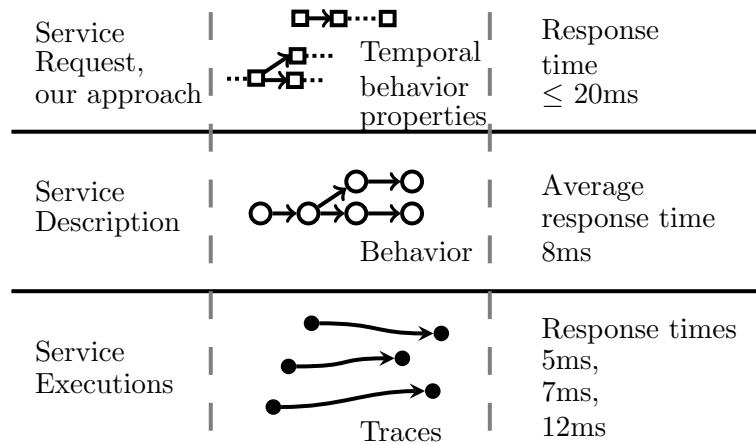 Service
Request,
our approach
Temporal
behavior
properties
Response
time
≤ 20ms
Service
Description
Behavior
Average
response time
8ms
Service
Executions
Traces
Response times
5ms,
7ms,
12ms